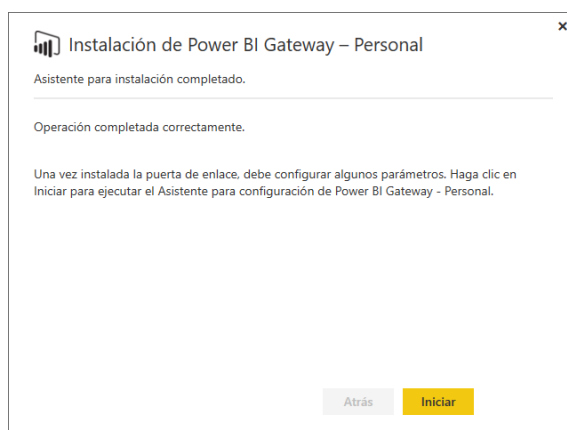 Instalación de Power BI Gateway – Personal
Asistente para instalación completado.
Operación completada correctamente.
Una vez instalada la puerta de enlace, debe configurar algunos parámetros. Haga clic en
Iniciar para ejecutar el Asistente para configuración de Power BI Gateway - Personal.
Atrás
Iniciar